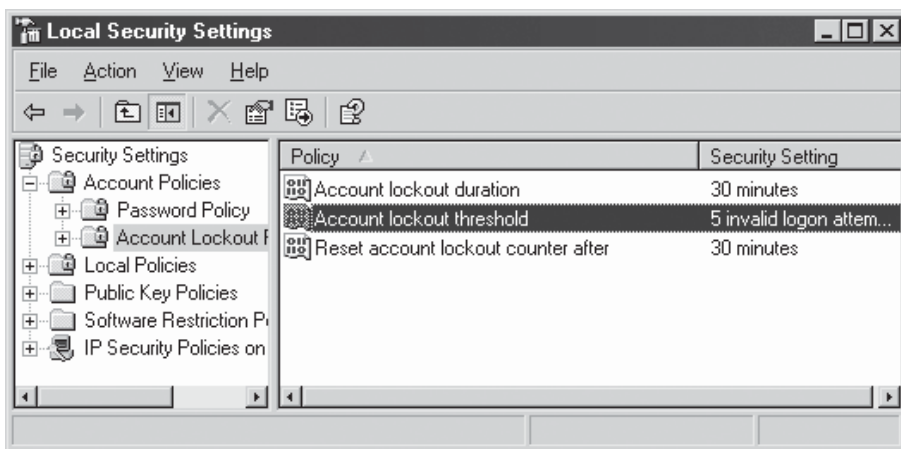 Local Security Settings
File Action View Help
Security Settings
Account Policies
Password Policy
Account Lockout P
Local Policies
Public Key Policies
Software Restriction P
IP Security Policies on
Policy Security Setting
Account lockout duration 30 minutes
Account lockout threshold 5 invalid logon attem...
Reset account lockout counter after 30 minutes